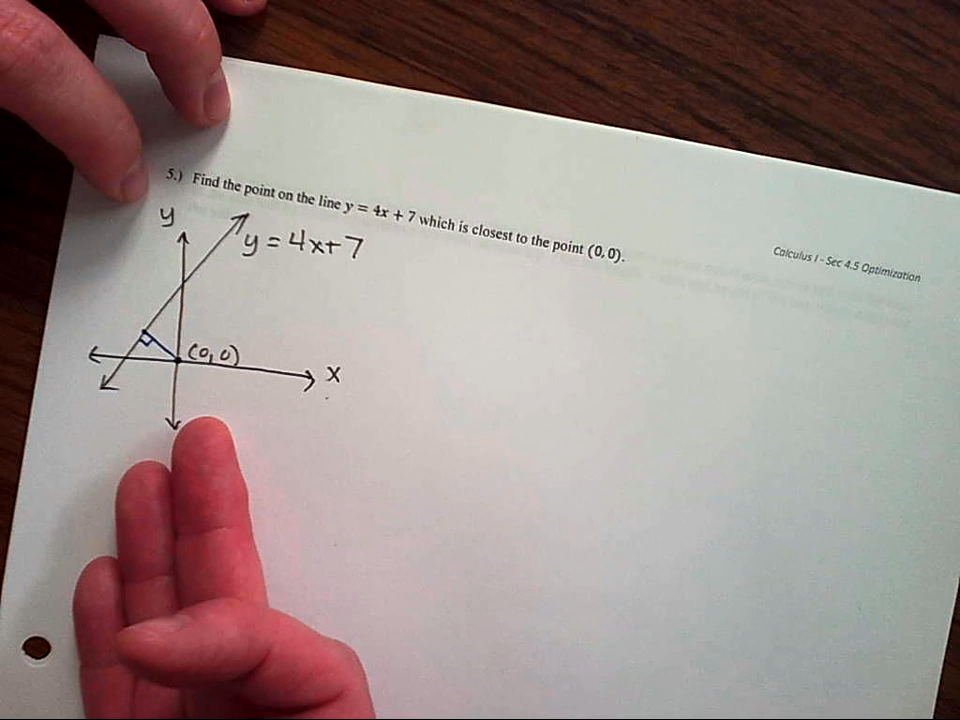 5.) Find the point on the line y = 4x + 7 which is closest to the point (0, 0).
Calculus I - Sec 4.5 Optimization
y
y = 4x+7
(0,0)
x